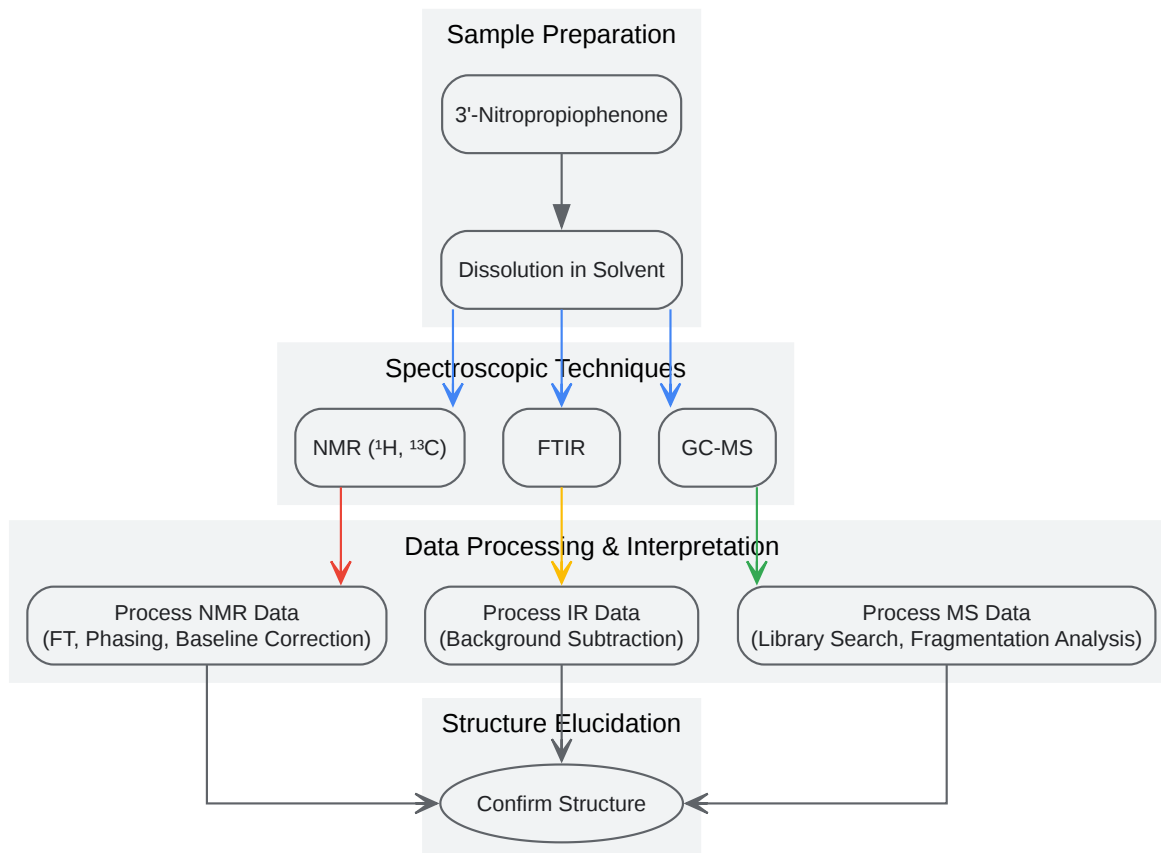 Sample Preparation
3'-Nitropropiophenone
Dissolution in Solvent
Spectroscopic Techniques
NMR (¹H, ¹³C)
FTIR
GC-MS
Data Processing & Interpretation
Process NMR Data
(FT, Phasing, Baseline Correction)
Process IR Data
(Background Subtraction)
Process MS Data
(Library Search, Fragmentation Analysis)
Structure Elucidation
Confirm Structure